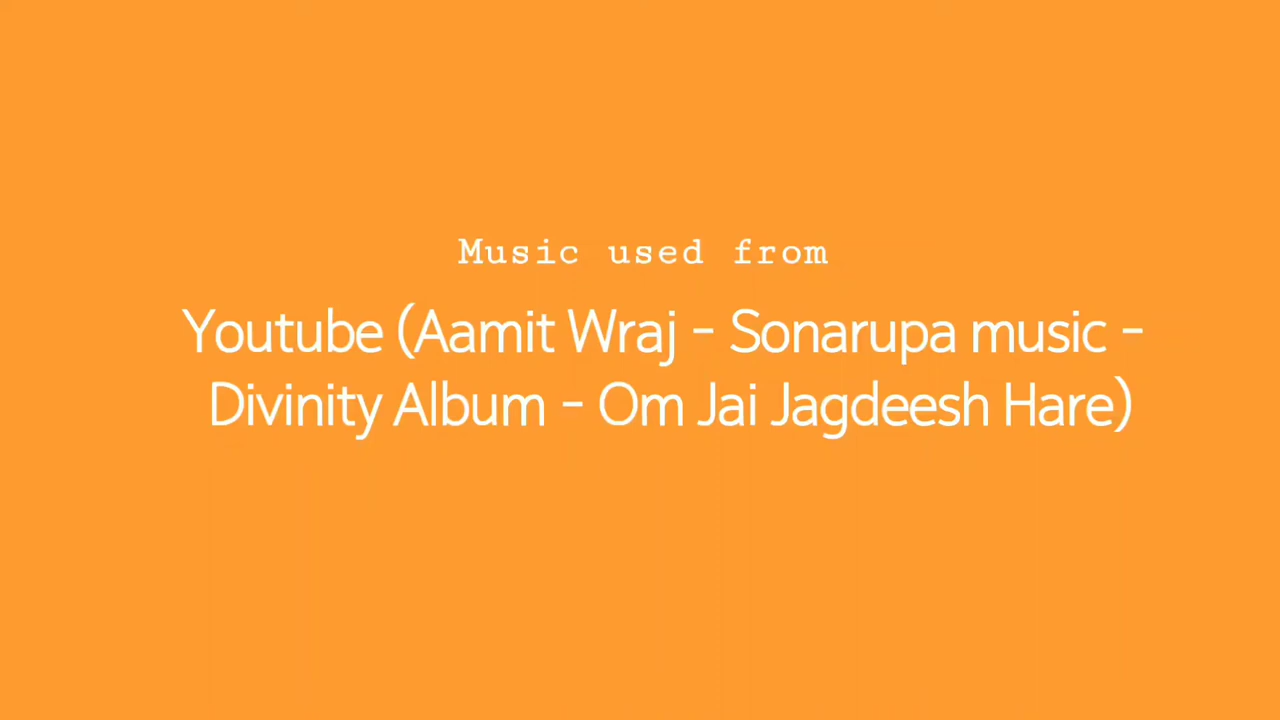 Music used from
Youtube (Aamit Wraj - Sonarupa music -
Divinity Album - Om Jai Jagdeesh Hare)